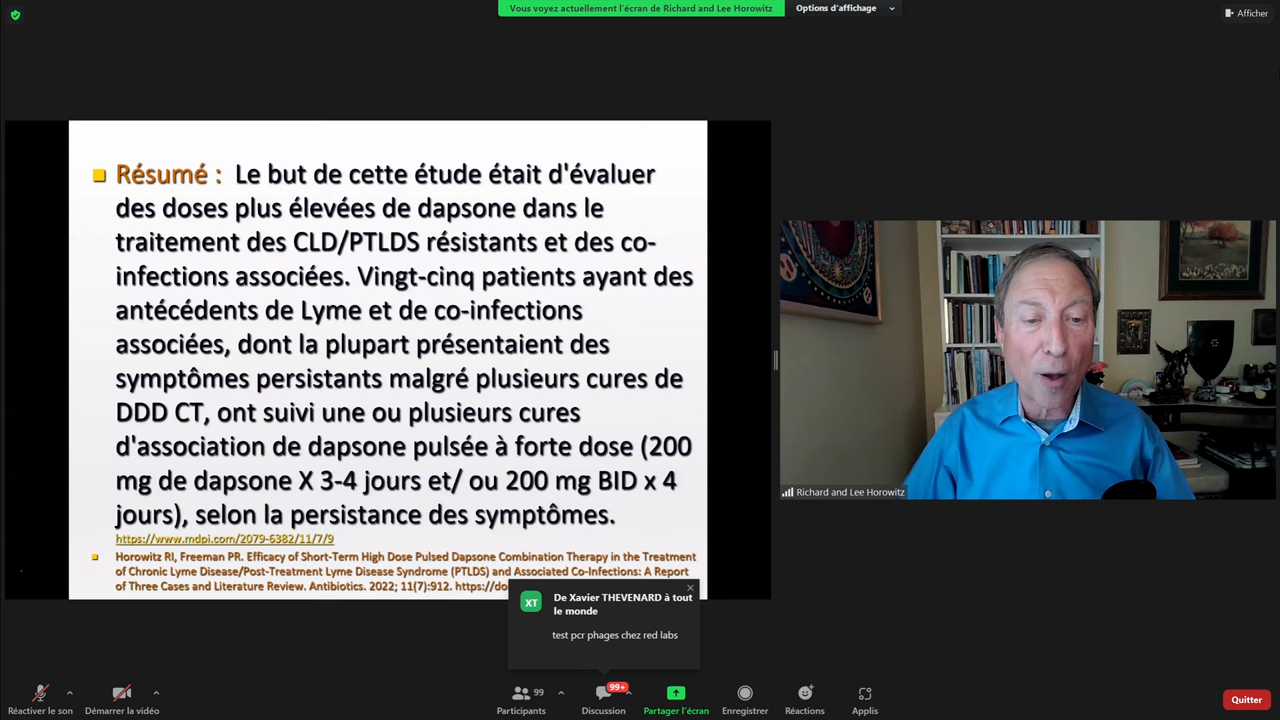 Vous voyez actuellement l'écran de Richard and Lee Horowitz
Options d'affichage
Afficher
Résumé : Le but de cette étude était d'évaluer
des doses plus élevées de dapsone dans le
traitement des CLD/PTLDS résistants et des co-
infections associées. Vingt-cinq patients ayant des
antécédents de Lyme et de co-infections
associées, dont la plupart présentaient des
symptômes persistants malgré plusieurs cures de
DDD CT, ont suivi une ou plusieurs cures
d'association de dapsone pulsée à forte dose (200
mg de dapsone X 3-4 jours et/ ou 200 mg BID x 4
jours), selon la persistance des symptômes.
https://www.mdpi.com/2079-6382/11/7/9
Horowitz RI, Freeman PR. Efficacy of Short-Term High Dose Pulsed Dapsone Combination Therapy in the Treatment
of Chronic Lyme Disease/Post-Treatment Lyme Disease Syndrome (PTLDS) and Associated Co-Infections: A Report
of Three Cases and Literature Review. Antibiotics. 2022; 11(7):912. https://do
Richard and Lee Horowitz
XT
De Xavier THEVENARD à tout
le monde
test pcr phages chez red labs
Réactiver le son
Démarrer la vidéo
99
Participants
99+
Discussion
Partager l'écran
Enregistrer
Réactions
Applis
Quitter